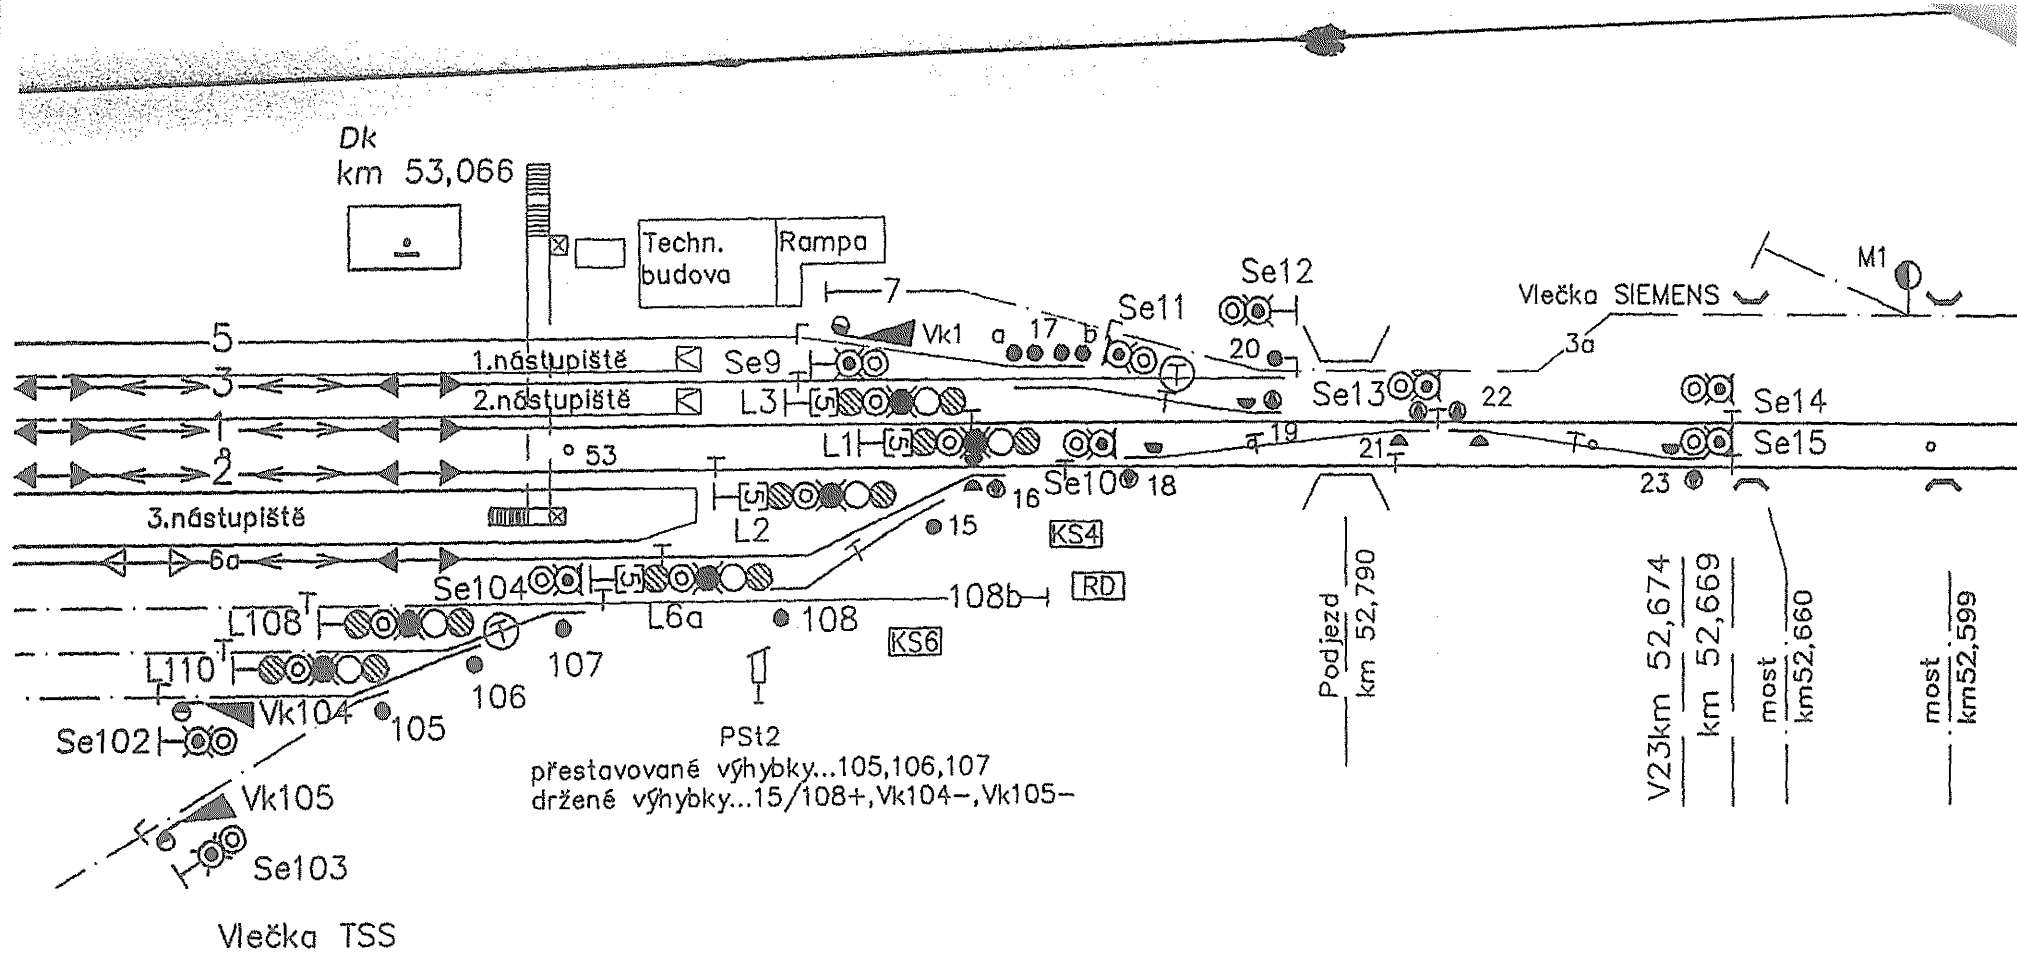 Dk
km 53,066
Techn.
budova
Rampa
7
Se12
M1
Vlečka SIEMENS
Se11
5
Vk1
a 17 b
20
3a
1.nástupiště
Se9
3
2.nástupiště
L3
5
Se13
22
Se14
1
L1
5
19
21
Se15
2
53
Se10
18
23
16
3.nástupiště
5
L2
15
KS4
6a
Se104
5
L6a
108b
RD
L108
108
KS6
L110
107
106
Vk104
105
Se102
PSt2
přestavované výhybky...105,106,107
držené výhybky...15/108+,Vk104-,Vk105-
Vk105
Se103
Vlečka TSS
Podjezd
km 52,790
V23km 52,674
km 52,669
most
km52,660
most
km52,599